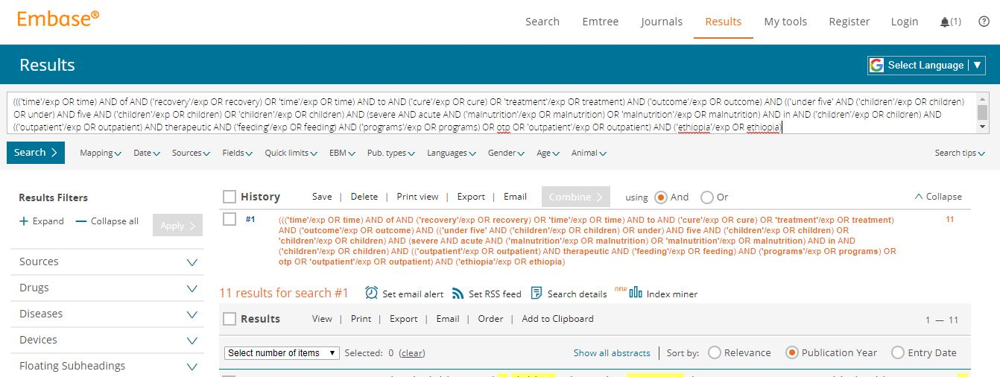 Embase®
Search Emtree Journals Results My tools Register Login (1)
Results
Select Language
((('time'/exp OR time) AND of AND ('recovery'/exp OR recovery) OR 'time'/exp OR time) AND to AND ('cure'/exp OR cure) OR 'treatment'/exp OR treatment) AND ('outcome'/exp OR outcome) AND (('under five' AND ('children'/exp OR children)
OR under) AND five AND ('children'/exp OR children) OR 'children'/exp OR children) AND (severe AND acute AND ('malnutrition'/exp OR malnutrition) OR 'malnutrition'/exp OR malnutrition) AND in AND ('children'/exp OR children) AND
(('outpatient'/exp OR outpatient) AND therapeutic AND ('feeding'/exp OR feeding) AND ('programs'/exp OR programs) OR otp OR 'outpatient'/exp OR outpatient) AND ('ethiopia'/exp OR ethiopia)
Search > Mapping Date Sources Fields Quick limits EBM Pub. types Languages Gender Age Animal Search tips
Results Filters
+ Expand — Collapse all Apply >
Sources
Drugs
Diseases
Devices
Floating Subheadings
History Save | Delete | Print view | Export | Email Combine > using And Or Collapse
#1 ((('time'/exp OR time) AND of AND ('recovery'/exp OR recovery) OR 'time'/exp OR time) AND to AND ('cure'/exp OR cure) OR 'treatment'/exp OR treatment) 11
AND ('outcome'/exp OR outcome) AND (('under five' AND ('children'/exp OR children) OR under) AND five AND ('children'/exp OR children) OR
'children'/exp OR children) AND (severe AND acute AND ('malnutrition'/exp OR malnutrition) OR 'malnutrition'/exp OR malnutrition) AND in AND
('children'/exp OR children) AND (('outpatient'/exp OR outpatient) AND therapeutic AND ('feeding'/exp OR feeding) AND ('programs'/exp OR programs) OR
otp OR 'outpatient'/exp OR outpatient) AND ('ethiopia'/exp OR ethiopia)
11 results for search #1 Set email alert Set RSS feed Search details new Index miner
Results View | Print | Export | Email | Order | Add to Clipboard 1 — 11
Select number of items Selected: 0 (clear) Show all abstracts | Sort by: Relevance Publication Year Entry Date